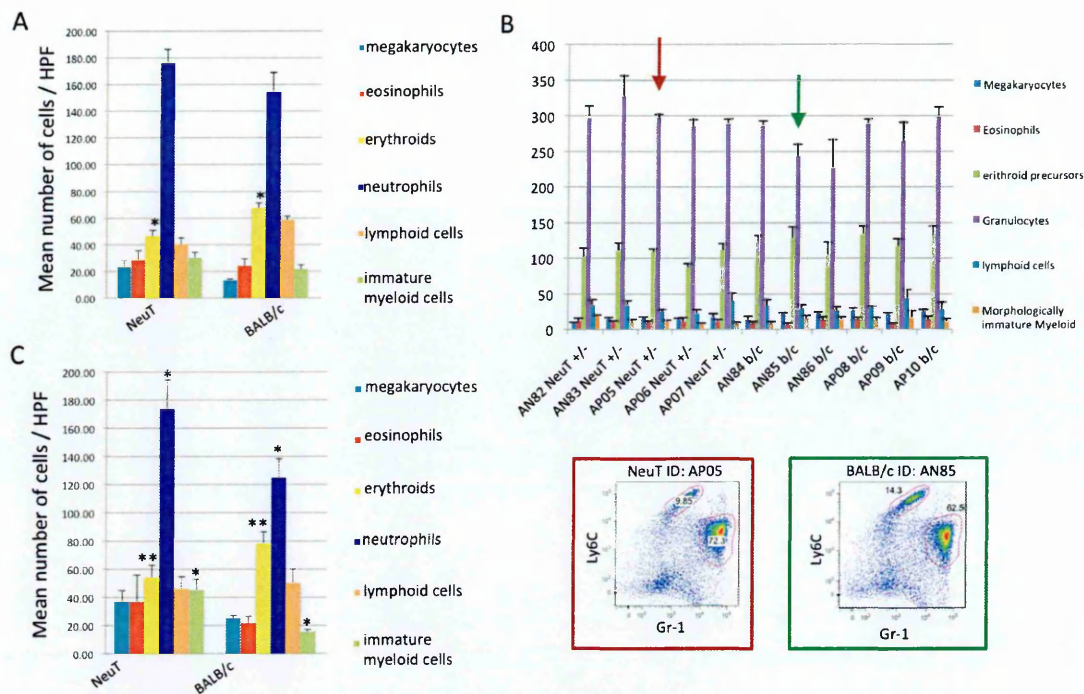 A
Mean number of cells / HPF
200.00
180.00
160.00
140.00
120.00
100.00
80.00
60.00
40.00
20.00
0.00
*
*
NeuT
BALB/c
megakaryocytes
eosinophils
erythroids
neutrophils
lymphoid cells
immature
myeloid cells
B
400
350
300
250
200
150
100
50
0
AN82 NeuT +/-
AN83 NeuT +/-
AP05 NeuT +/-
AP06 NeuT +/-
AP07 NeuT +/-
AN84 b/c
AN85 b/c
AN86 b/c
AP08 b/c
AP09 b/c
AP10 b/c
Megakaryocytes
Eosinophils
erithroid precursors
Granulocytes
lymphoid cells
Morphologically
immature Myeloid
C
Mean number of cells / HPF
200.00
180.00
160.00
140.00
120.00
100.00
80.00
60.00
40.00
20.00
0.00
*
**
*
*
**
*
NeuT
BALB/c
megakaryocytes
eosinophils
erythroids
neutrophils
lymphoid cells
immature
myeloid cells
NeuT ID: AP05
9.85
72.3
Ly6C
Gr-1
BALB/c ID: AN85
14.3
62.5
Ly6C
Gr-1